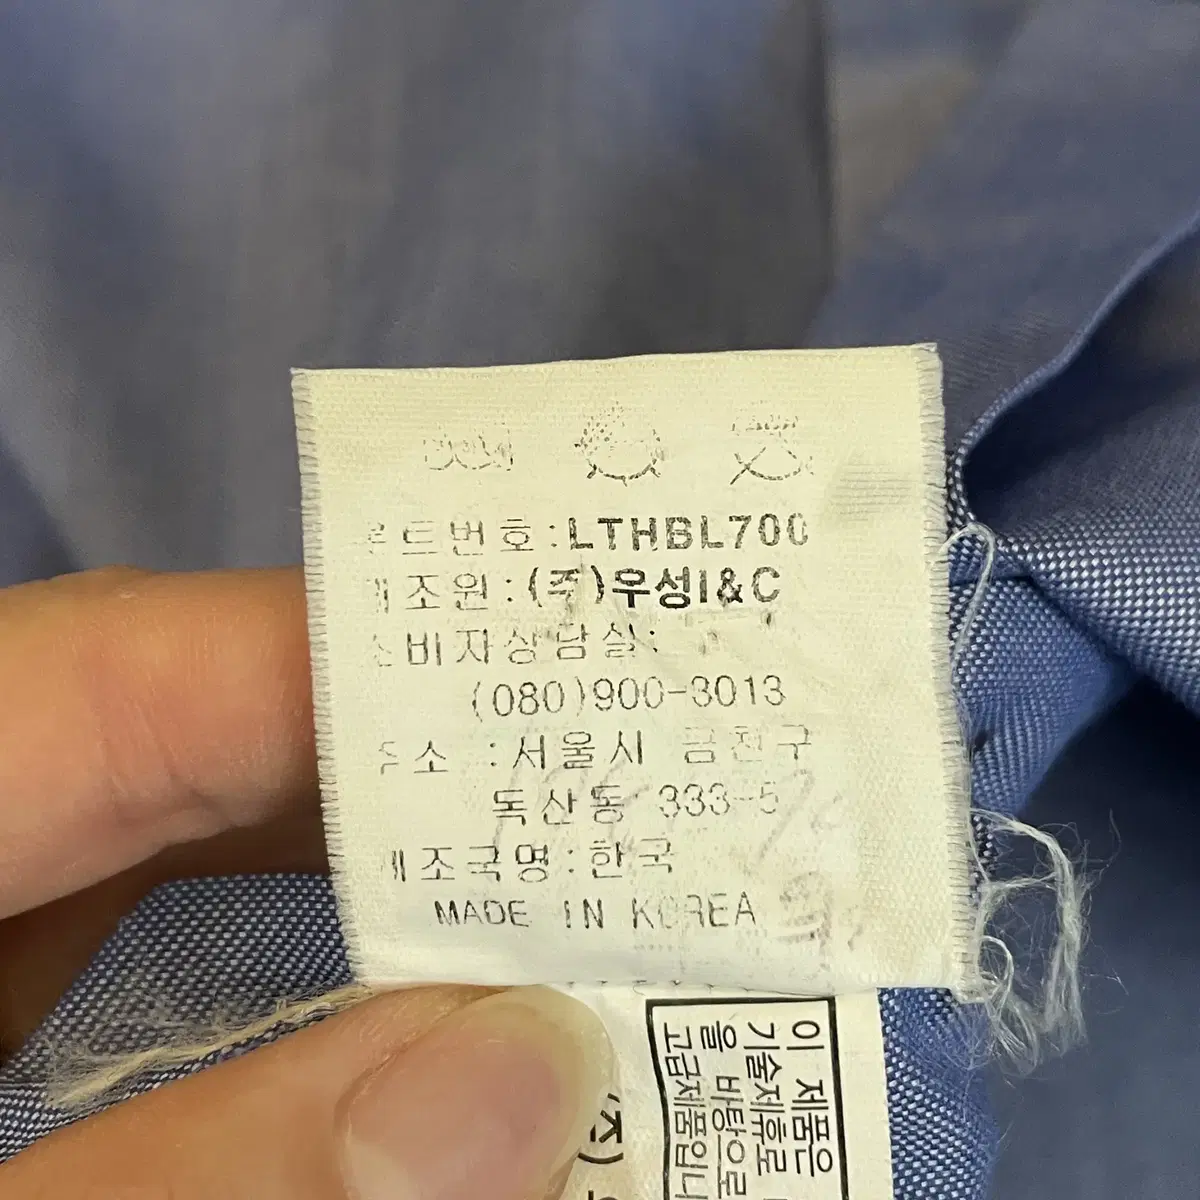 로트번호:LTHBL700
제조원:(주)우성I&C
소비자상담실:
(080)900-3013
주소 :서울시 금천구
독산동 333-5
제조국명:한국
MADE IN KOREA
이 제품은
기술제휴로
을 바탕으로
고급제품입니